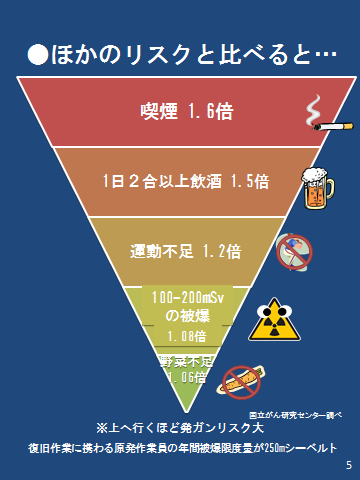 ●ほかのリスクと比べると…
喫煙 1.6倍
1日２合以上飲酒 1.5倍
運動不足 1.2倍
100-200mSv
の被爆
1.08倍
野菜不足
1.06倍
国立がん研究センター調べ
※上へ行くほど発ガンリスク大
復旧作業に携わる原発作業員の年間被爆限度量が250mシーベルト
5